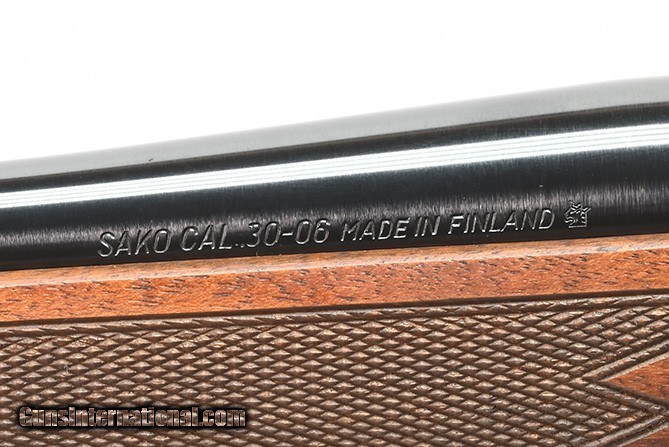 SAKO CAL. .30-06 MADE IN FINLAND
GunsInternational.com